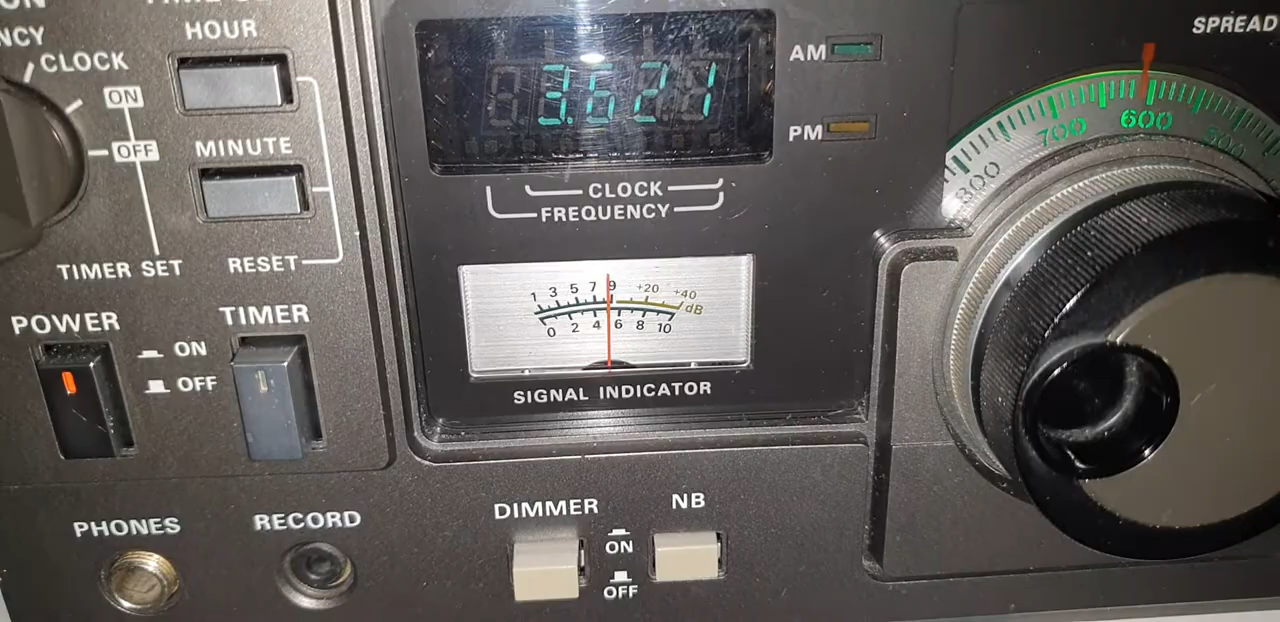 HOUR
CLOCK
ON
OFF
MINUTE
TIMER SET
RESET
3.621
AM
PM
CLOCK
FREQUENCY
SPREAD
800 700 600 500
1 3 5 7 9 +20 +40
dB
0 2 4 6 8 10
SIGNAL INDICATOR
POWER
TIMER
ON
OFF
PHONES
RECORD
DIMMER
NB
ON
OFF